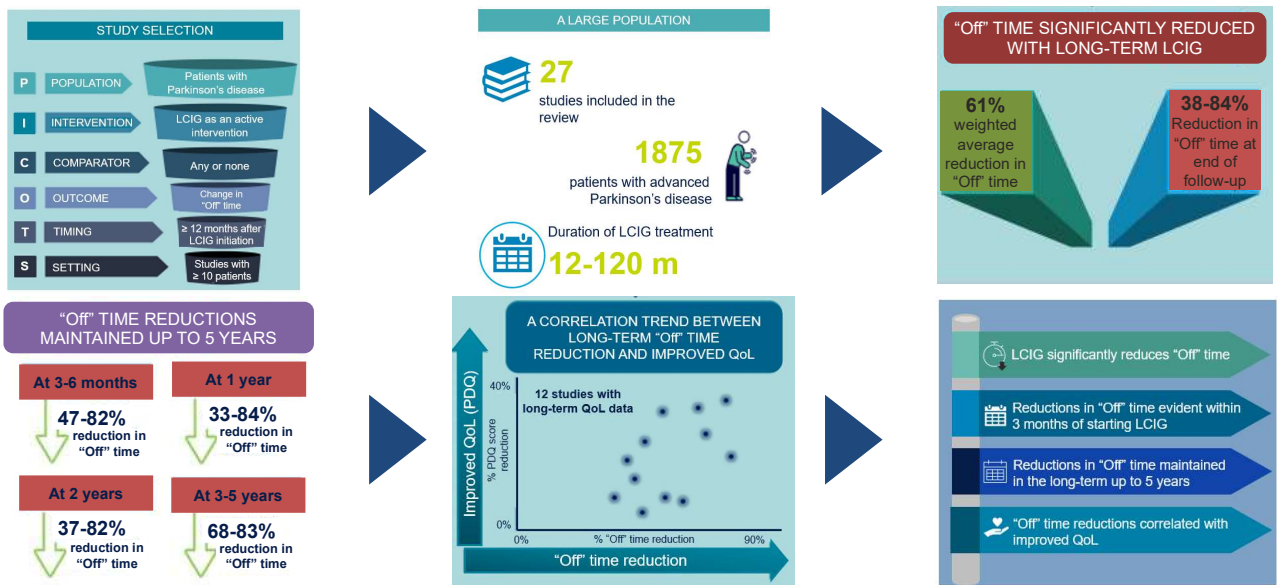 STUDY SELECTION
P
POPULATION
Patients with
Parkinson's disease
I
INTERVENTION
LCIG as an active
intervention
C
COMPARATOR
Any or none
O
OUTCOME
Change in
"Off" time
T
TIMING
≥ 12 months after
LCIG initiation
S
SETTING
Studies with
≥ 10 patients
A LARGE POPULATION
27
studies included in the
review
1875
patients with advanced
Parkinson's disease
Duration of LCIG treatment
12-120 m
"Off" TIME SIGNIFICANTLY REDUCED
WITH LONG-TERM LCIG
61%
weighted
average
reduction in
"Off" time
38-84%
Reduction in
"Off" time at
end of
follow-up
"Off" TIME REDUCTIONS
MAINTAINED UP TO 5 YEARS
At 3-6 months
47-82%
reduction in
"Off" time
At 1 year
33-84%
reduction in
"Off" time
At 2 years
37-82%
reduction in
"Off" time
At 3-5 years
68-83%
reduction in
"Off" time
A CORRELATION TREND BETWEEN
LONG-TERM "Off" TIME
REDUCTION AND IMPROVED QoL
Improved QoL (PDQ)
% PDQ score
reduction
40%
0%
12 studies with
long-term QoL data
0%
% "Off" time reduction
90%
"Off" time reduction
LCIG significantly reduces "Off" time
Reductions in "Off" time evident within
3 months of starting LCIG
Reductions in "Off" time maintained
in the long-term up to 5 years
"Off" time reductions correlated with
improved QoL